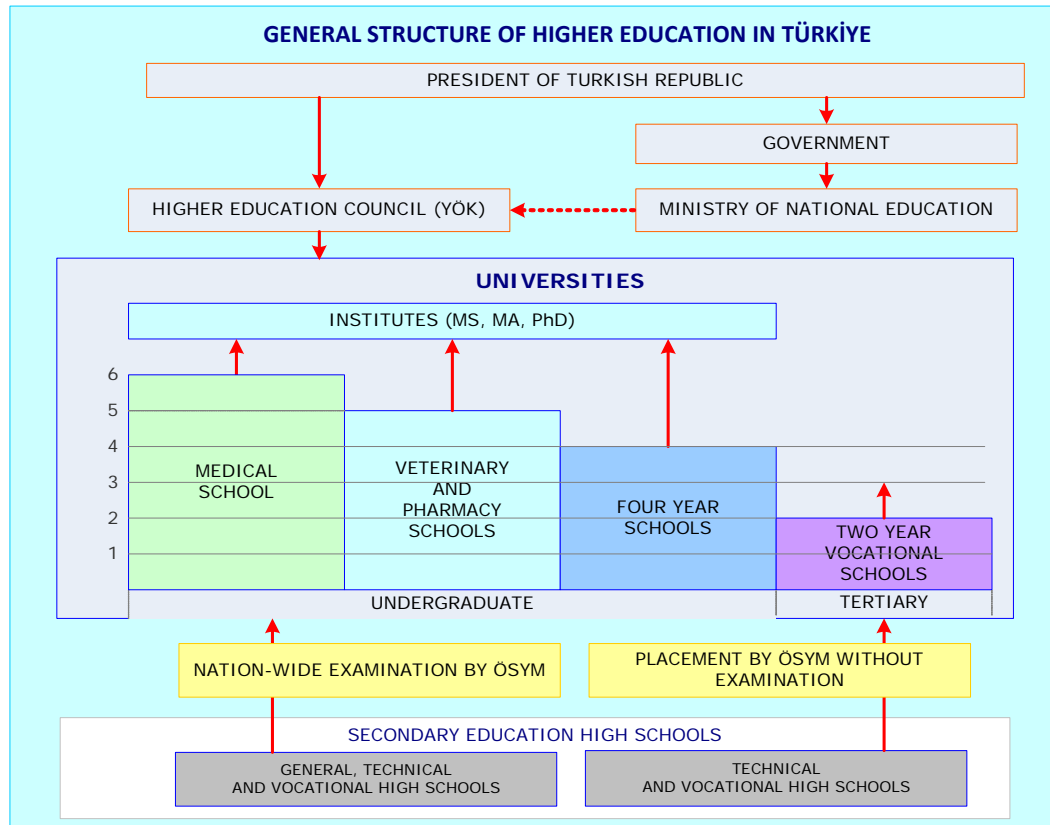 GENERAL STRUCTURE OF HIGHER EDUCATION IN TÜRKİYE
PRESIDENT OF TURKISH REPUBLIC
GOVERNMENT
HIGHER EDUCATION COUNCIL (YÖK)
MINISTRY OF NATIONAL EDUCATION
UNIVERSITIES
INSTITUTES (MS, MA, PhD)
6
5
4
3
2
1
MEDICAL
SCHOOL
VETERINARY
AND
PHARMACY
SCHOOLS
FOUR YEAR
SCHOOLS
TWO YEAR
VOCATIONAL
SCHOOLS
UNDERGRADUATE
TERTIARY
NATION-WIDE EXAMINATION BY ÖSYM
PLACEMENT BY ÖSYM WITHOUT
EXAMINATION
SECONDARY EDUCATION HIGH SCHOOLS
GENERAL, TECHNICAL
AND VOCATIONAL HIGH SCHOOLS
TECHNICAL
AND VOCATIONAL HIGH SCHOOLS